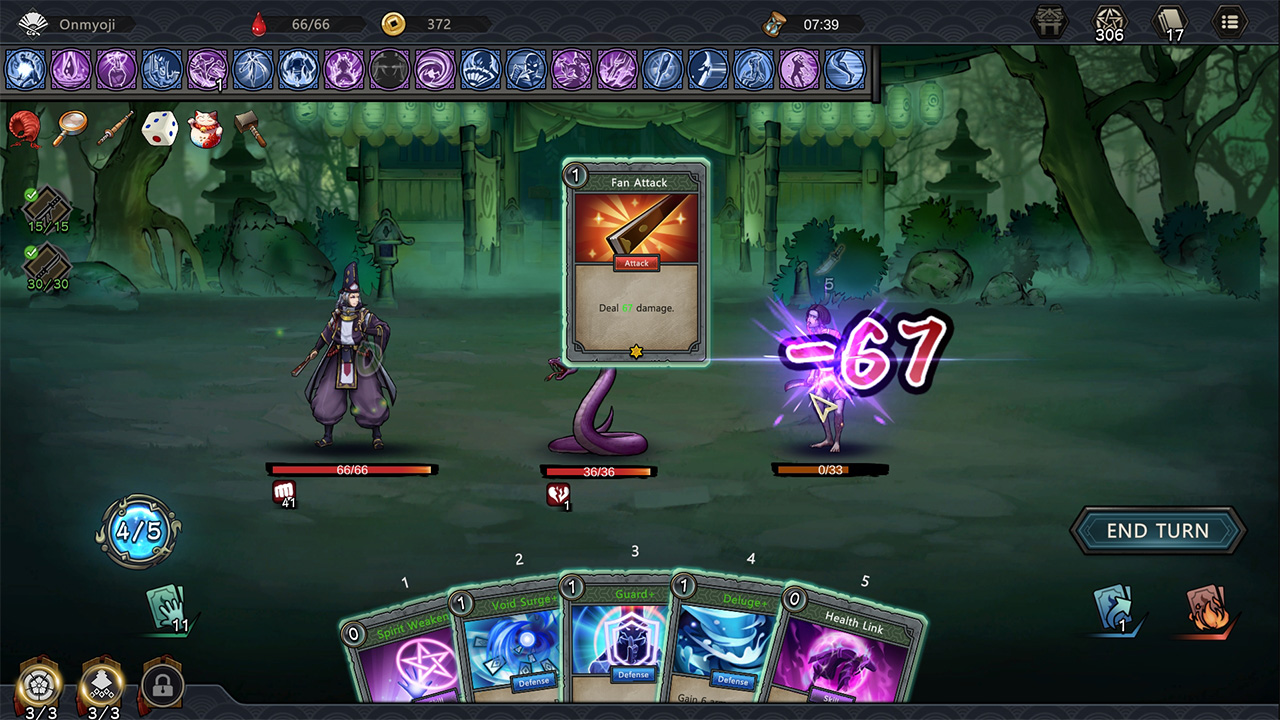 Onmyoji
66/66
372
07:39
306
17
1
15/15
30/30
1
Fan Attack
Attack
Deal 67 damage.
5
-67
66/66
36/36
0/33
41
1
4/5
END TURN
11
1
1
2
3
4
5
0
Spirit Weaken
1
Void Surge+
Defense
1
Guard+
Defense
1
Deluge+
Defense
Gain 6
0
Health Link
Skill
3/3
3/3